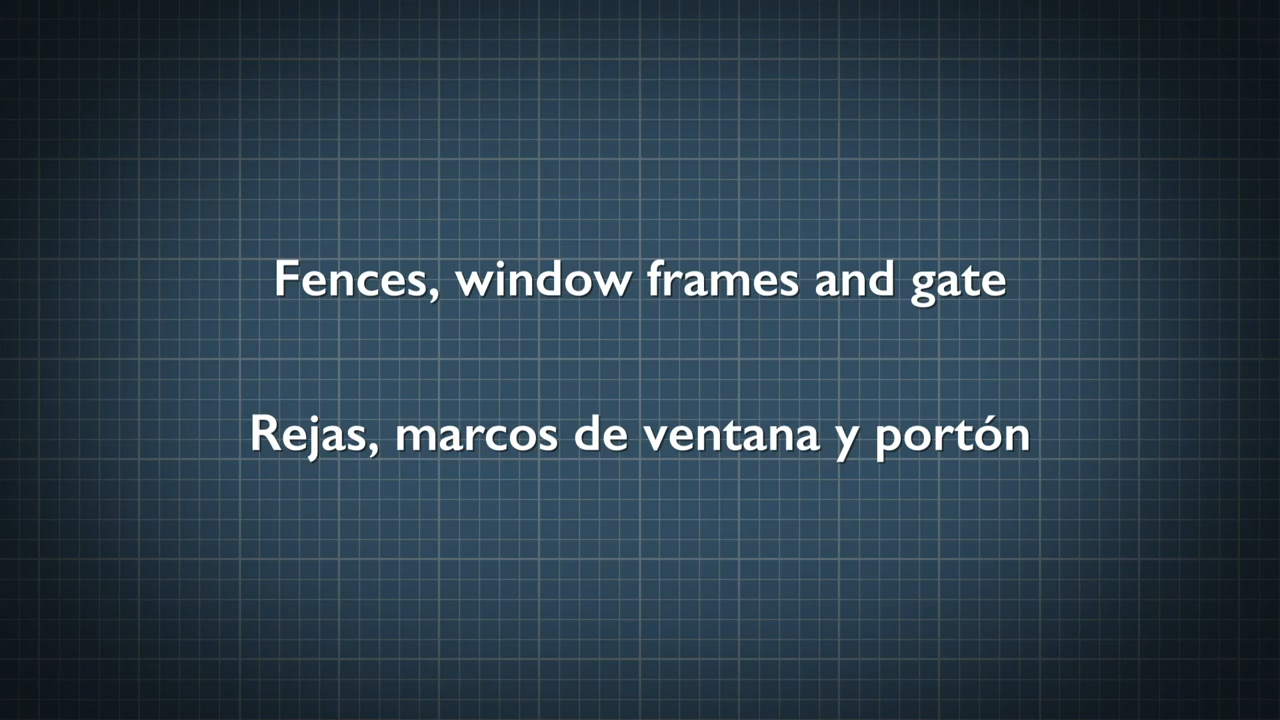 Fences, window frames and gate
Rejas, marcos de ventana y portón